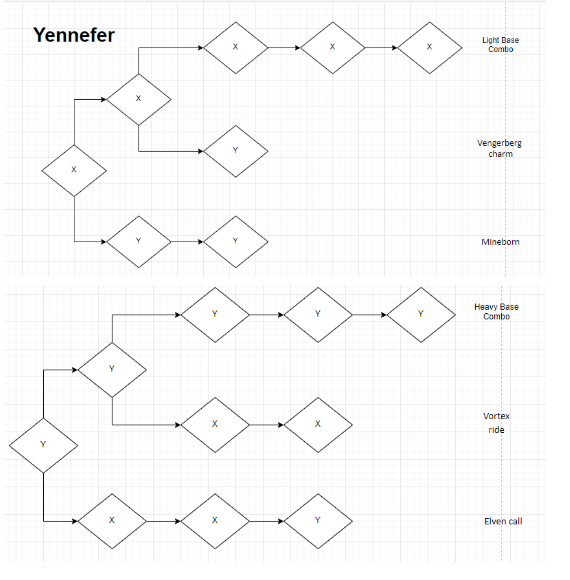 Yennefer
X X X Light Base
Combo
X
Y Vengerberg
charm
X
Y Y Mineborn
Y Y Y Heavy Base
Combo
Y
X X Vortex
ride
Y
X X Y Elven call